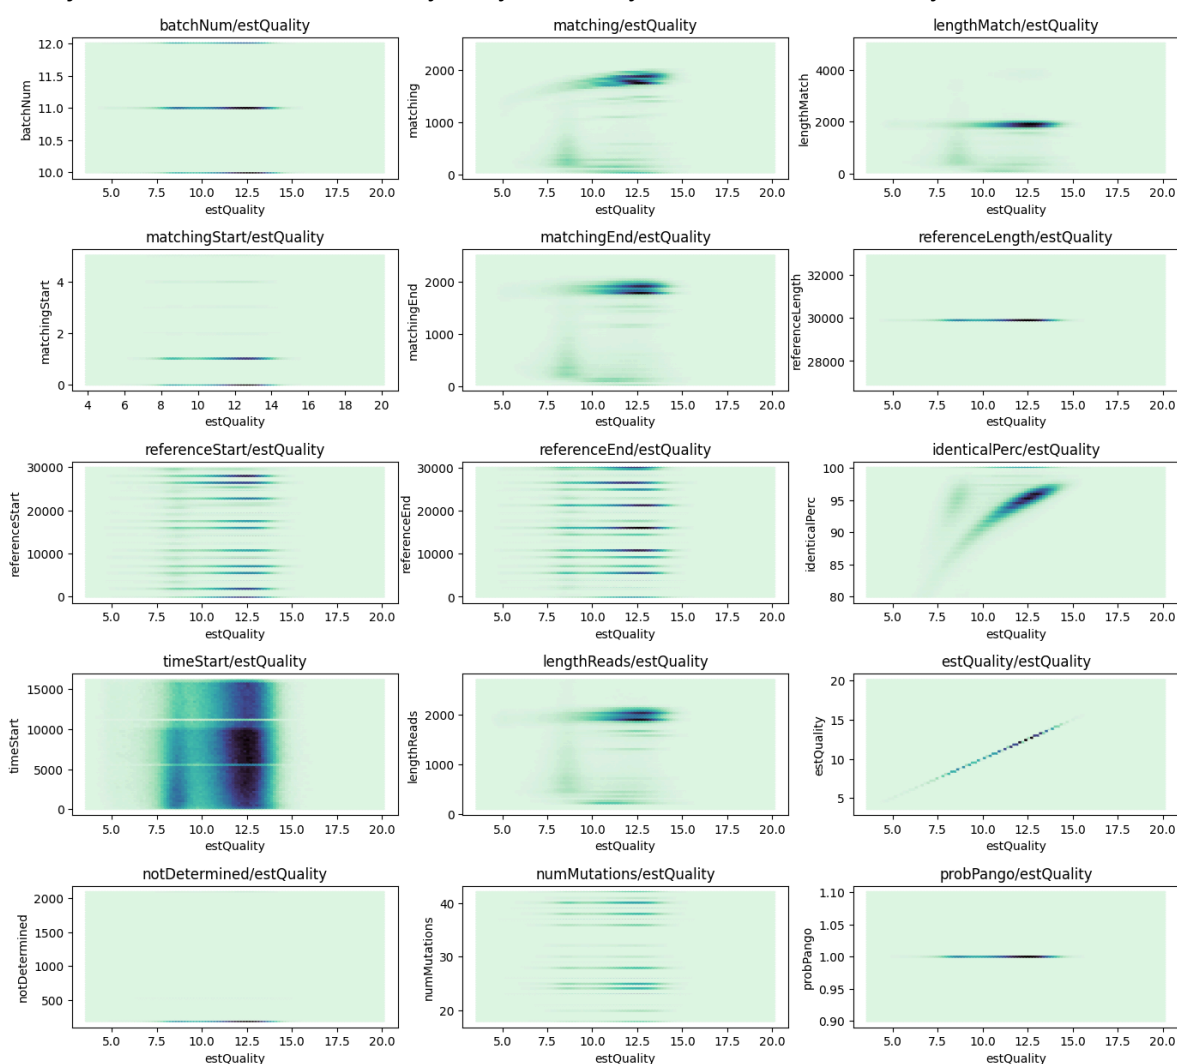 batchNum/estQuality
12.0
11.5
11.0
10.5
10.0
batchNum
5.0 7.5 10.0 12.5 15.0 17.5 20.0
estQuality
matching/estQuality
2000
1000
0
matching
5.0 7.5 10.0 12.5 15.0 17.5 20.0
estQuality
lengthMatch/estQuality
4000
2000
0
lengthMatch
5.0 7.5 10.0 12.5 15.0 17.5 20.0
estQuality
matchingStart/estQuality
4
2
0
matchingStart
4 6 8 10 12 14 16 18 20
estQuality
matchingEnd/estQuality
2000
1000
0
matchingEnd
5.0 7.5 10.0 12.5 15.0 17.5 20.0
estQuality
referenceLength/estQuality
32000
30000
28000
referenceLength
5.0 7.5 10.0 12.5 15.0 17.5 20.0
estQuality
referenceStart/estQuality
30000
20000
10000
0
referenceStart
5.0 7.5 10.0 12.5 15.0 17.5 20.0
estQuality
referenceEnd/estQuality
30000
20000
10000
0
referenceEnd
5.0 7.5 10.0 12.5 15.0 17.5 20.0
estQuality
identicalPerc/estQuality
100
95
90
85
80
identicalPerc
5.0 7.5 10.0 12.5 15.0 17.5 20.0
estQuality
timeStart/estQuality
15000
10000
5000
0
timeStart
5.0 7.5 10.0 12.5 15.0 17.5 20.0
estQuality
lengthReads/estQuality
2000
1000
0
lengthReads
5.0 7.5 10.0 12.5 15.0 17.5 20.0
estQuality
estQuality/estQuality
20
15
10
5
estQuality
5.0 7.5 10.0 12.5 15.0 17.5 20.0
estQuality
notDetermined/estQuality
2000
1500
1000
500
notDetermined
5.0 7.5 10.0 12.5 15.0 17.5 20.0
estQuality
numMutations/estQuality
40
30
20
numMutations
5.0 7.5 10.0 12.5 15.0 17.5 20.0
estQuality
probPango/estQuality
1.10
1.05
1.00
0.95
0.90
probPango
5.0 7.5 10.0 12.5 15.0 17.5 20.0
estQuality